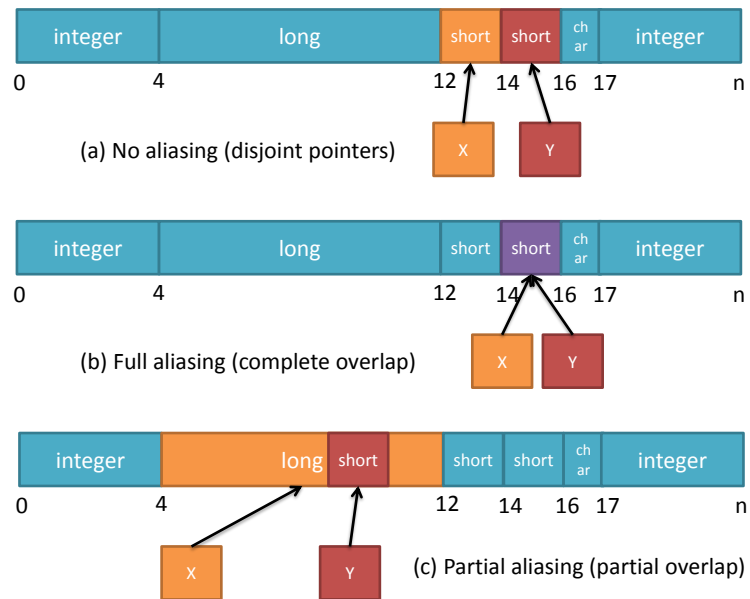 integer long short short ch integer
ar
0 4 12 14 16 17 n
(a) No aliasing (disjoint pointers)
X Y
integer long short short ch integer
ar
0 4 12 14 16 17 n
(b) Full aliasing (complete overlap)
X Y
integer long short short short ch integer
ar
0 4 12 14 16 17 n
X Y
(c) Partial aliasing (partial overlap)